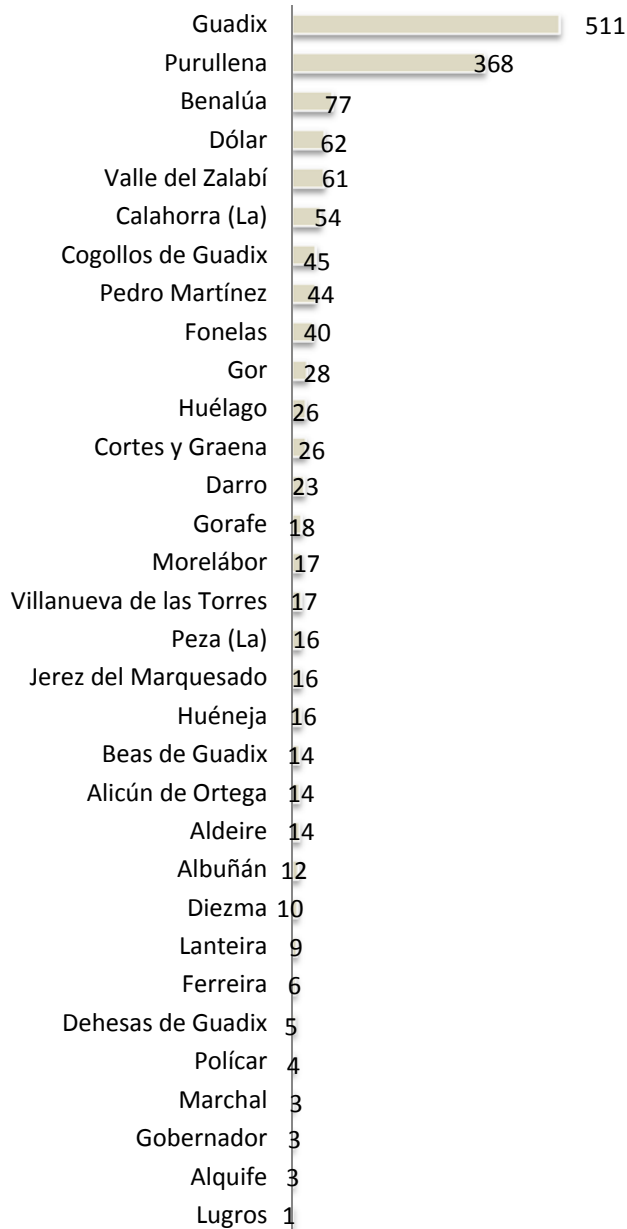 Guadix 511
Purullena 368
Benalúa 77
Dólar 62
Valle del Zalabí 61
Calahorra (La) 54
Cogollos de Guadix 45
Pedro Martínez 44
Fonelas 40
Gor 28
Huélago 26
Cortes y Graena 26
Darro 23
Gorafe 18
Morelábor 17
Villanueva de las Torres 17
Peza (La) 16
Jerez del Marquesado 16
Huéneja 16
Beas de Guadix 14
Alicún de Ortega 14
Aldeire 14
Albuñán 12
Diezma 10
Lanteira 9
Ferreira 6
Dehesas de Guadix 5
Polícar 4
Marchal 3
Gobernador 3
Alquife 3
Lugros 1